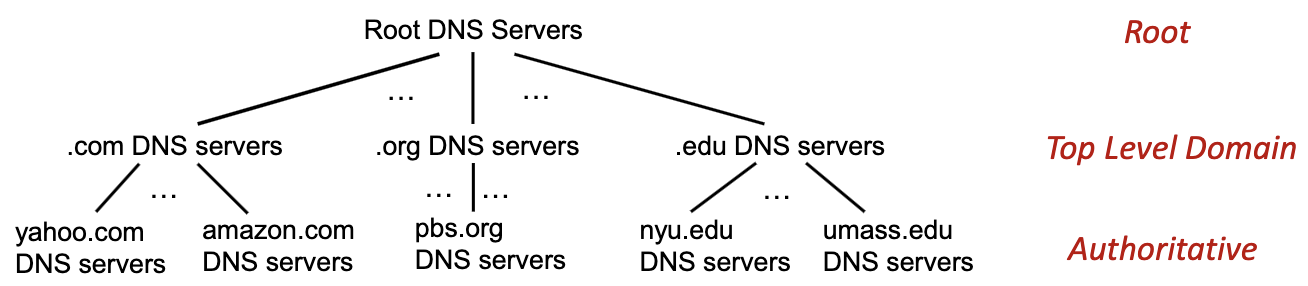 Root DNS Servers
Root
... ...
.com DNS servers
.org DNS servers
.edu DNS servers
Top Level Domain
... ... ... ...
yahoo.com
DNS servers
amazon.com
DNS servers
pbs.org
DNS servers
nyu.edu
DNS servers
umass.edu
DNS servers
Authoritative